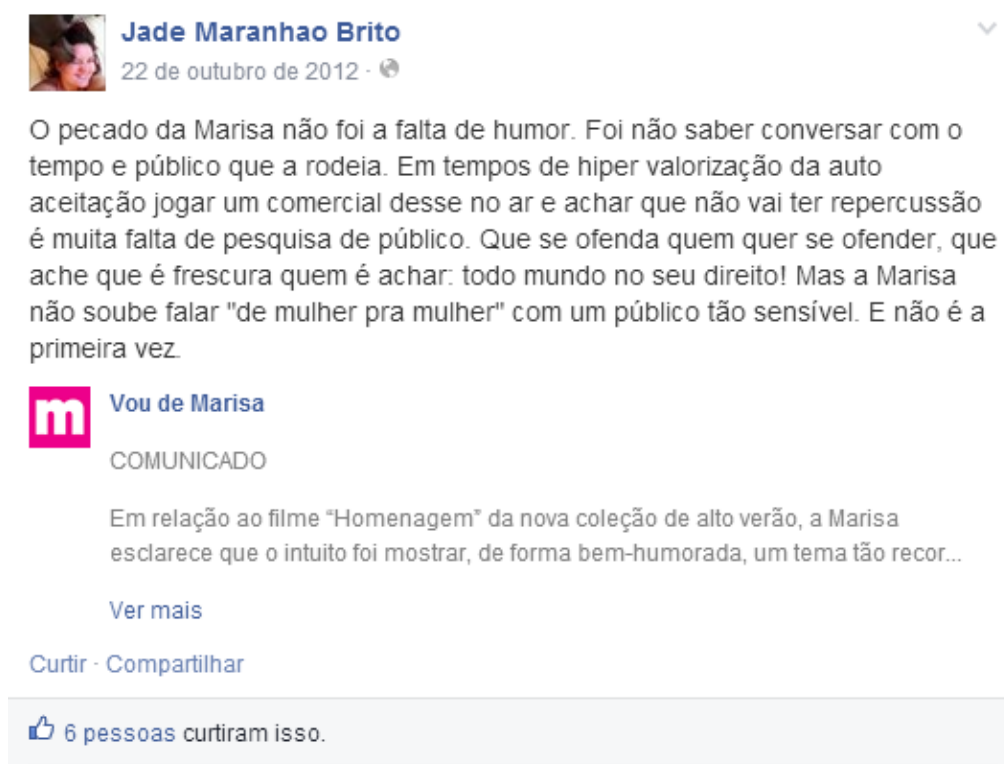 Jade Maranhao Brito
22 de outubro de 2012 ·
O pecado da Marisa não foi a falta de humor. Foi não saber conversar com o
tempo e público que a rodeia. Em tempos de hiper valorização da auto
aceitação jogar um comercial desse no ar e achar que não vai ter repercussão
é muita falta de pesquisa de público. Que se ofenda quem quer se ofender, que
ache que é frescura quem é achar: todo mundo no seu direito! Mas a Marisa
não soube falar "de mulher pra mulher" com um público tão sensível. E não é a
primeira vez.
m
Vou de Marisa
COMUNICADO
Em relação ao filme “Homenagem” da nova coleção de alto verão, a Marisa
esclarece que o intuito foi mostrar, de forma bem-humorada, um tema tão recor...
Ver mais
Curtir · Compartilhar
6 pessoas curtiram isso.